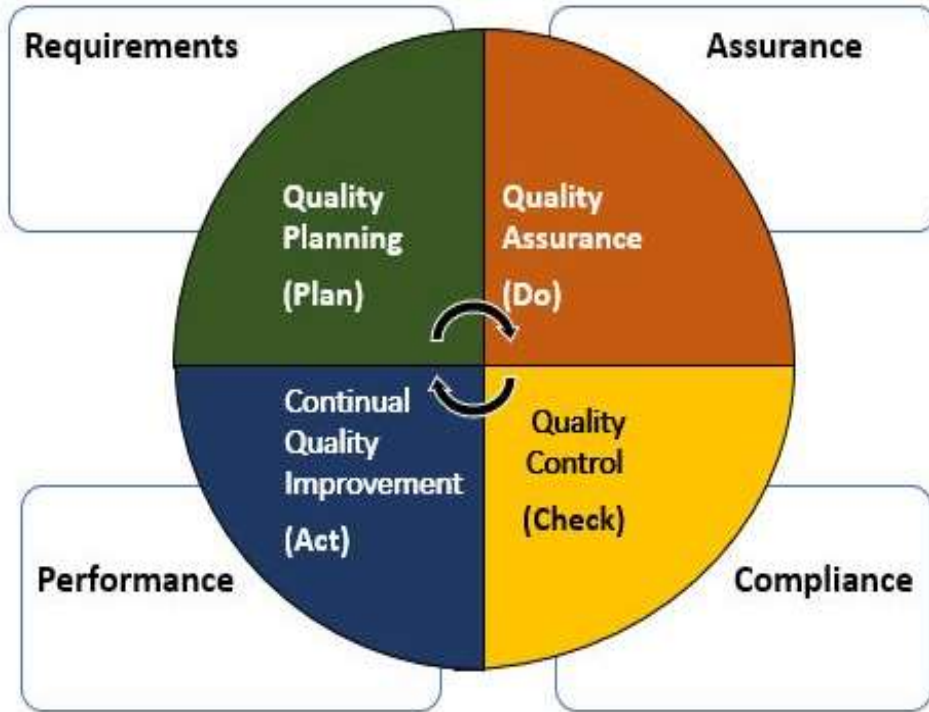 Requirements
Assurance
Quality
Planning
(Plan)
Quality
Assurance
(Do)
Continual
Quality
Improvement
(Act)
Quality
Control
(Check)
Performance
Compliance